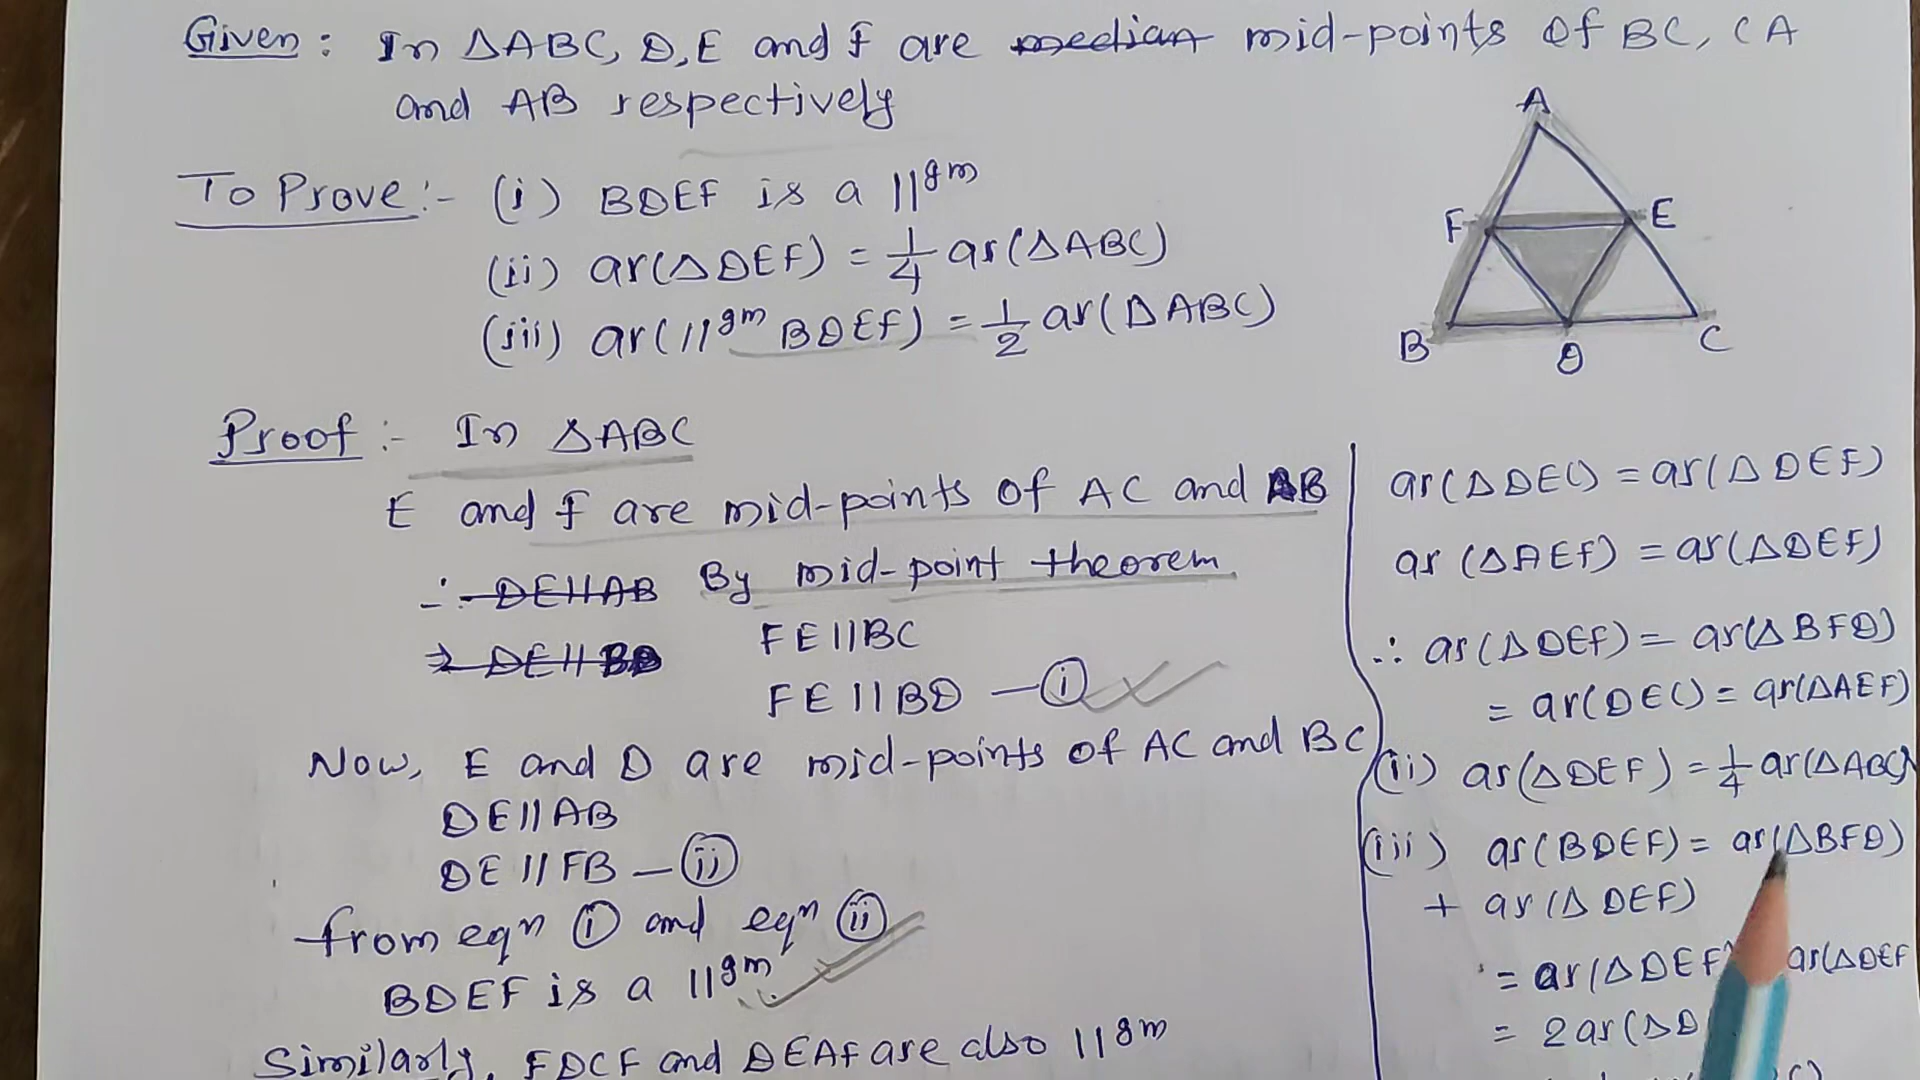 Given: In ΔABC, D,E and F are median mid-points of BC, CA
and AB respectively
To Prove:- (i) BDEF is a ||gm
(ii) ar(ΔDEF) = 1/4 ar(ΔABC)
(iii) ar(||gm BDEF) = 1/2 ar(ΔABC)
A
F
E
B
D
C
Proof:- In ΔABC
E and F are mid-points of AC and AB
∴ DE||AB By mid-point theorem
DE||BD FE||BC
FE||BD —(i)
Now, E and D are mid-points of AC and BC
DE||AB
DE||FB —(ii)
from eqn (i) and eqn (ii)
BDEF is a ||gm
Similarly, FDCF and DEAF are also ||gm
ar(ΔDEC) = ar(ΔDEF)
ar(ΔAEF) = ar(ΔDEF)
∴ ar(ΔDEF) = ar(ΔBFD)
= ar(DEC) = ar(ΔAEF)
(ii) ar(ΔDEF) = 1/4 ar(ΔABC)
(iii) ar(BDEF) = ar(ΔBFD)
+ ar(ΔDEF)
= ar(ΔDEF) ar(ΔDEF
= 2ar(ΔD